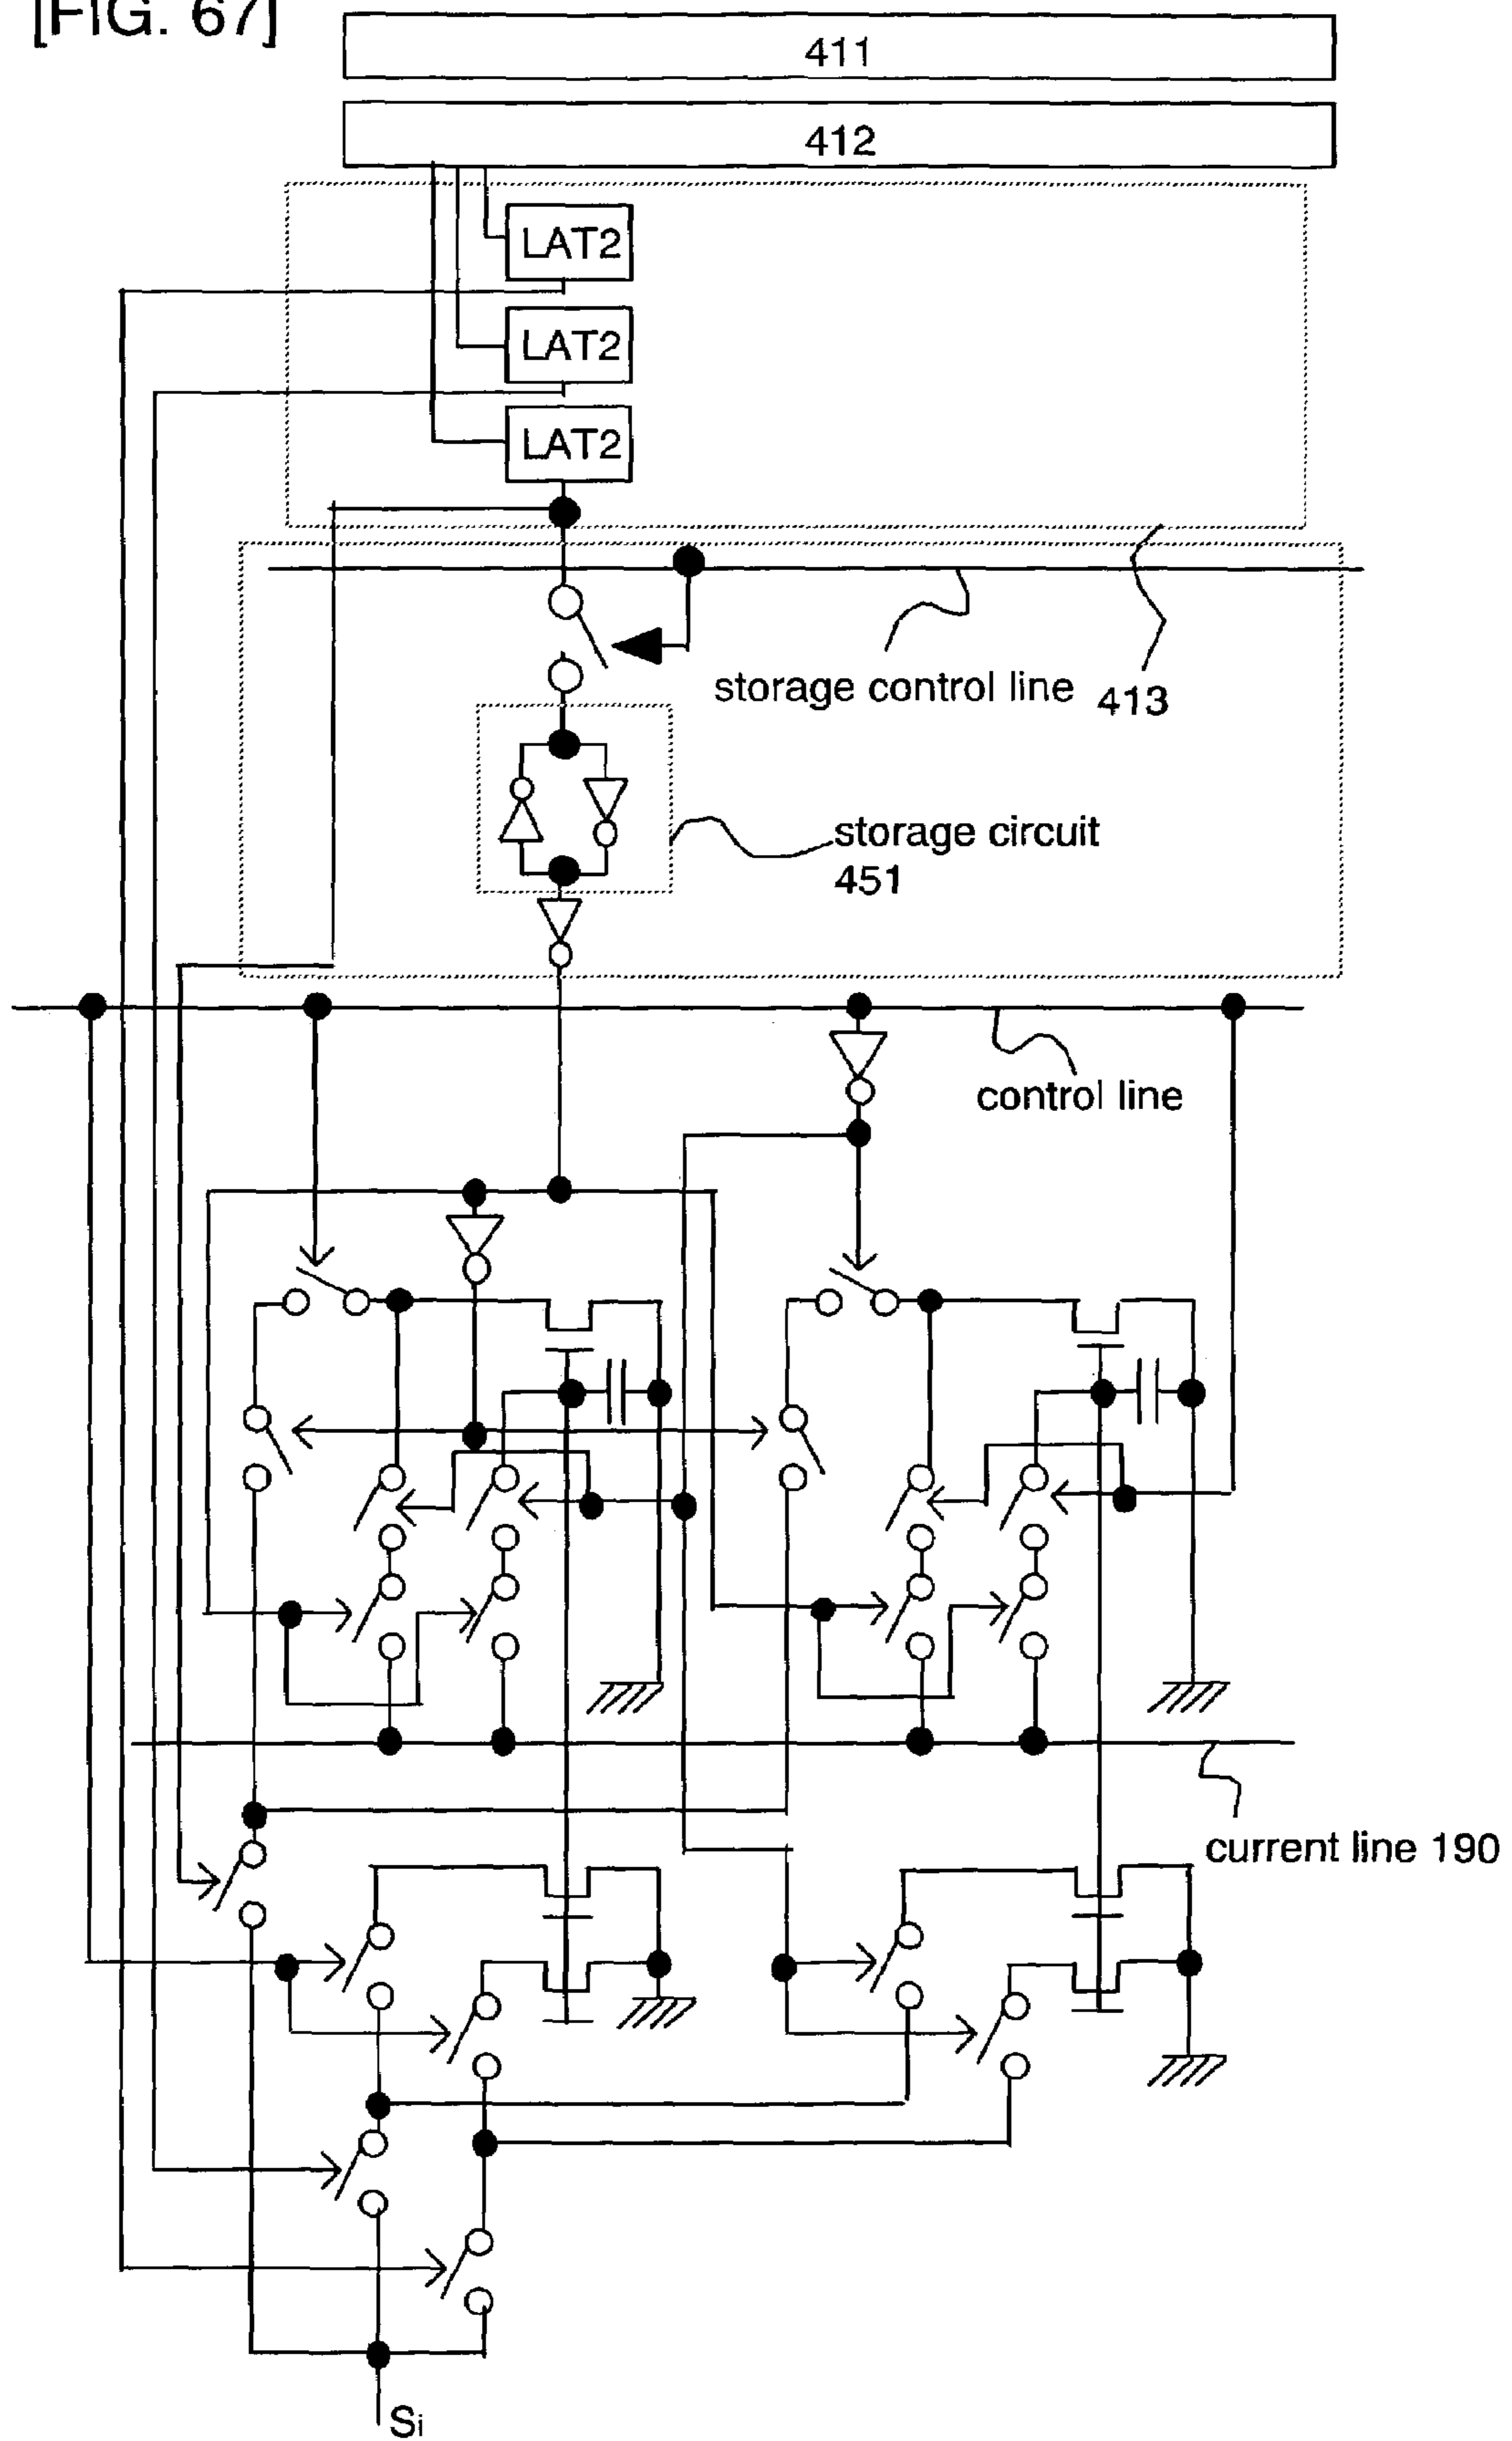 [FIG. 67]
411
412
LAT2
LAT2
LAT2
storage control line
413
storage circuit
451
control line
current line 190
Si